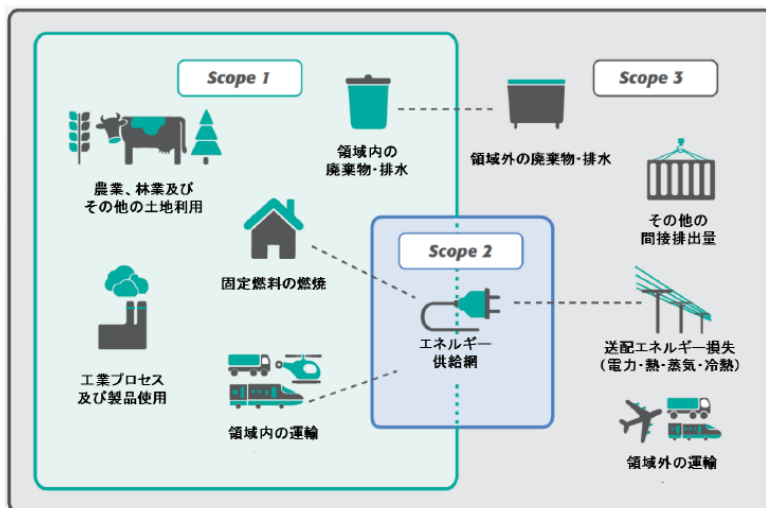 Scope 1
Scope 3
農業、林業及び
その他の土地利用
領域内の
廃棄物・排水
領域外の廃棄物・排水
その他の
間接排出量
Scope 2
固定燃料の燃焼
エネルギー
供給網
送配エネルギー損失
（電力・熱・蒸気・冷熱）
工業プロセス
及び製品使用
領域内の運輸
領域外の運輸